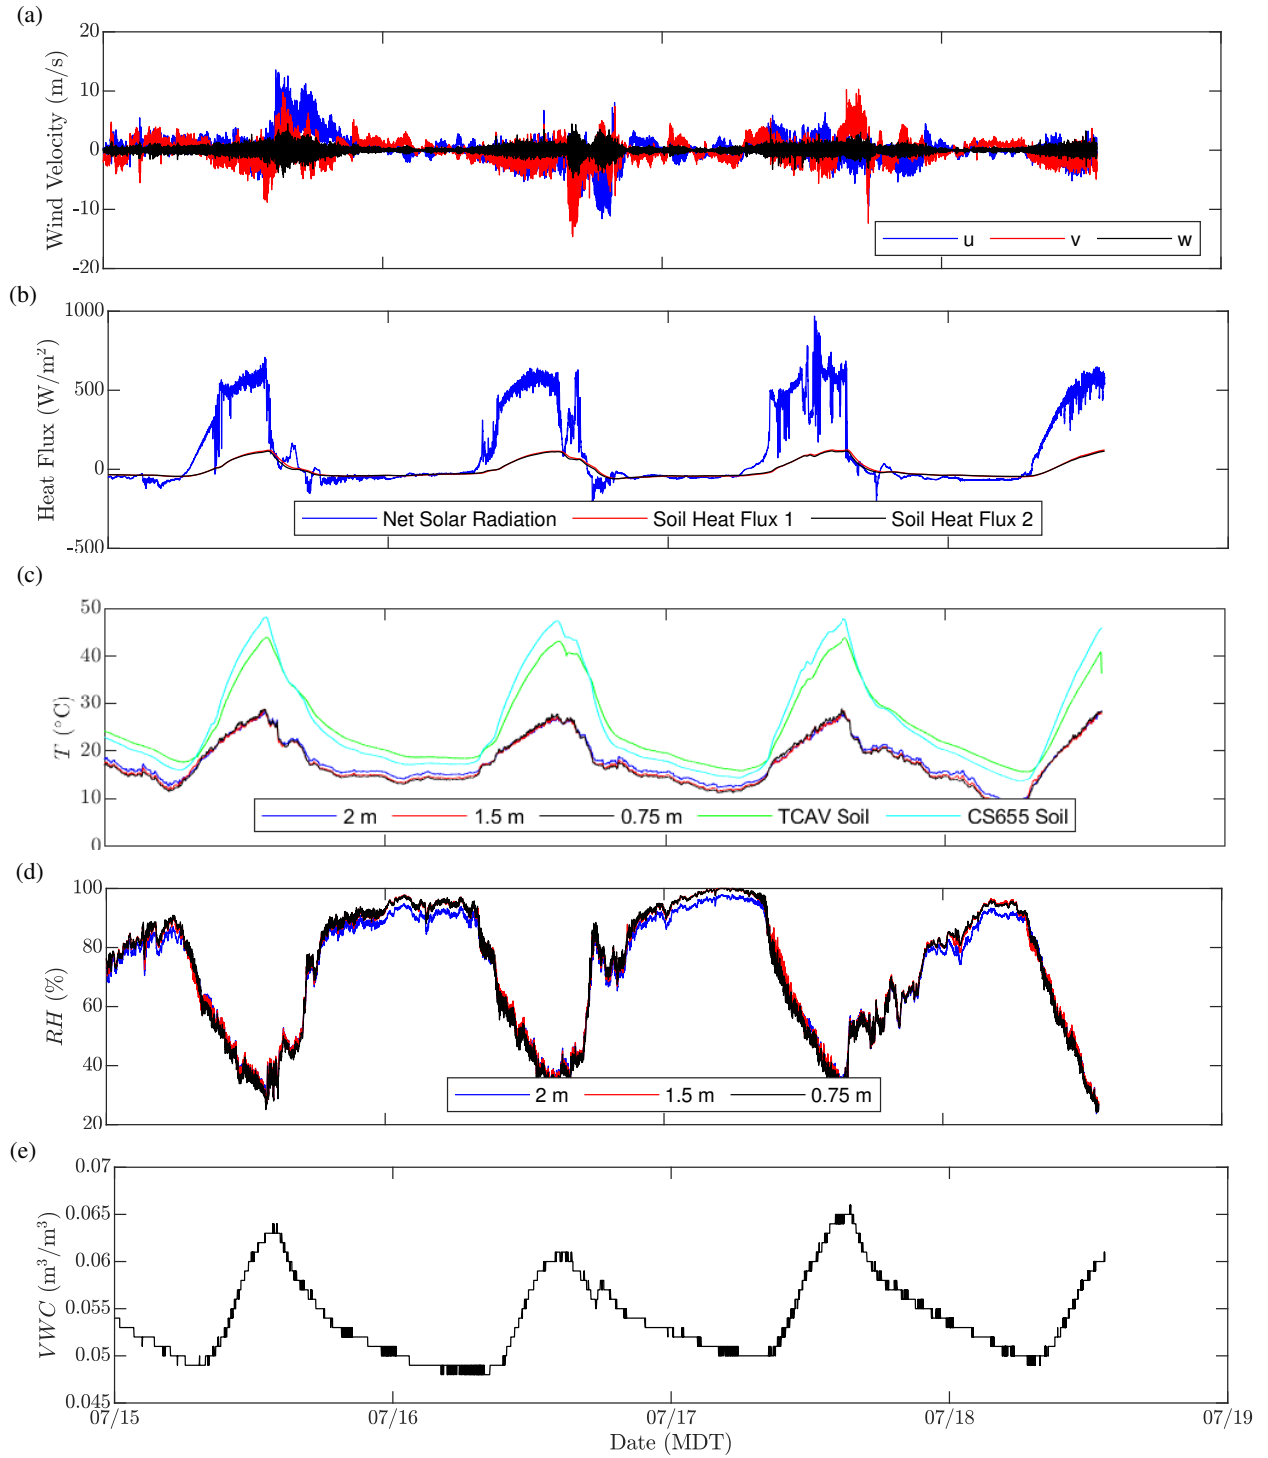 (a)
20
10
0
-10
-20
Wind Velocity (m/s)
u v w
(b)
1000
500
0
-500
Heat Flux (W/m²)
Net Solar Radiation Soil Heat Flux 1 Soil Heat Flux 2
(c)
50
40
30
20
10
0
T (°C)
2 m 1.5 m 0.75 m TCAV Soil CS655 Soil
(d)
100
80
60
40
20
RH (%)
2 m 1.5 m 0.75 m
(e)
0.07
0.065
0.06
0.055
0.05
0.045
VWC (m³/m³)
07/15 07/16 07/17 07/18 07/19
Date (MDT)